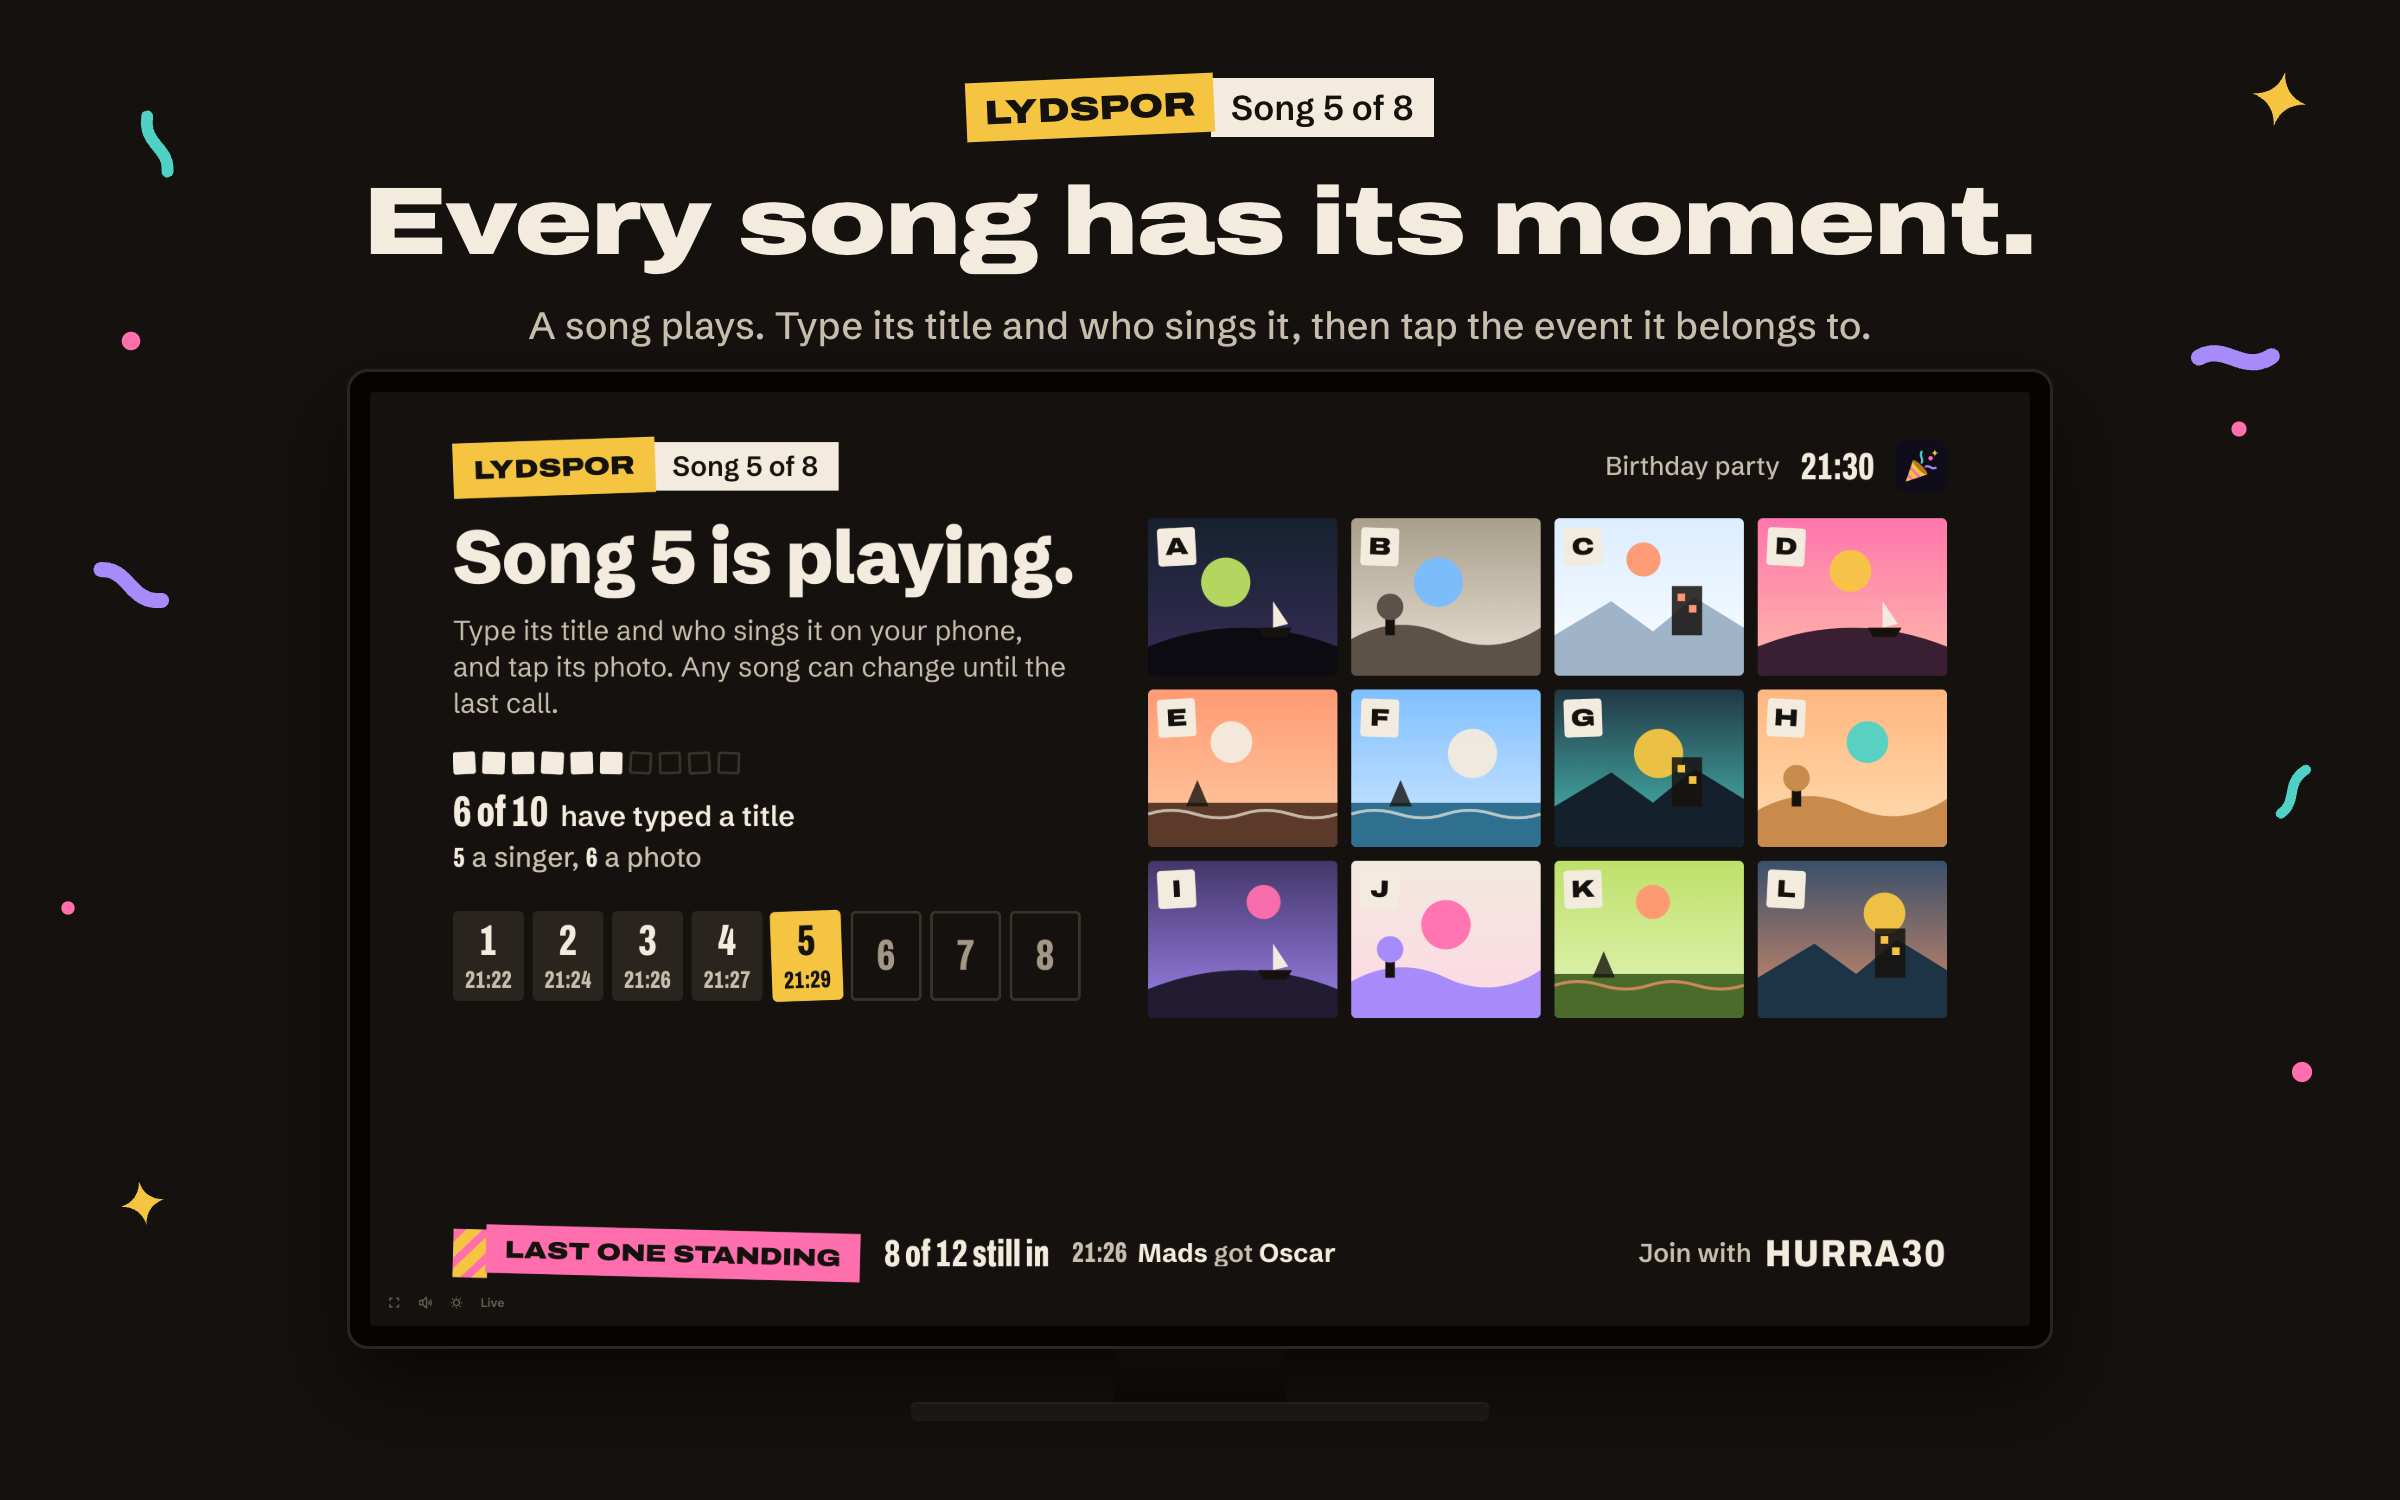 LYDSPOR Song 5 of 8
Every song has its moment.
A song plays. Type its title and who sings it, then tap the event it belongs to.
LYDSPOR Song 5 of 8
Birthday party 21:30
Song 5 is playing.
Type its title and who sings it on your phone,
and tap its photo. Any song can change until the
last call.
6 of 10 have typed a title
5 a singer, 6 a photo
1 2 3 4 5 6 7 8
21:22 21:24 21:26 21:27 21:29
A B C D
E F G H
I J K L
LAST ONE STANDING 8 of 12 still in 21:26 Mads got Oscar
Join with HURRA30
Live